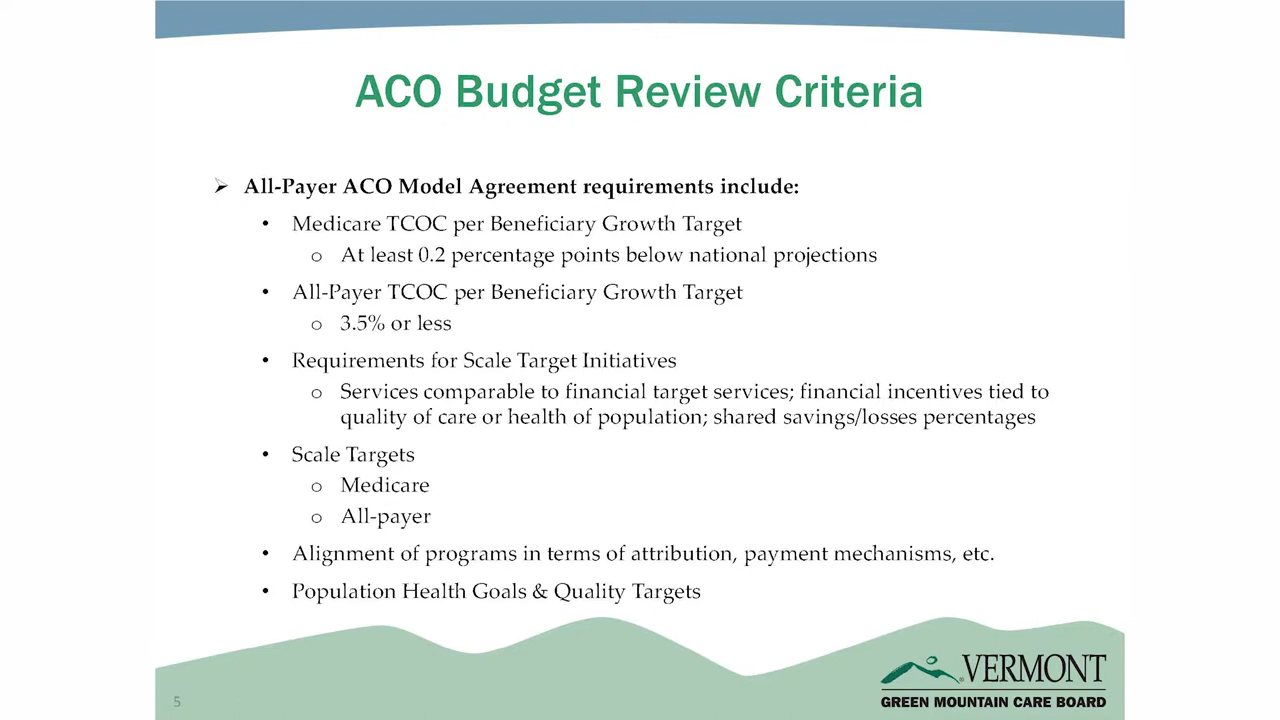 ACO Budget Review Criteria
➢ All-Payer ACO Model Agreement requirements include:
• Medicare TCOC per Beneficiary Growth Target
o At least 0.2 percentage points below national projections
• All-Payer TCOC per Beneficiary Growth Target
o 3.5% or less
• Requirements for Scale Target Initiatives
o Services comparable to financial target services; financial incentives tied to
quality of care or health of population; shared savings/losses percentages
• Scale Targets
o Medicare
o All-payer
• Alignment of programs in terms of attribution, payment mechanisms, etc.
• Population Health Goals & Quality Targets
5
VERMONT
GREEN MOUNTAIN CARE BOARD